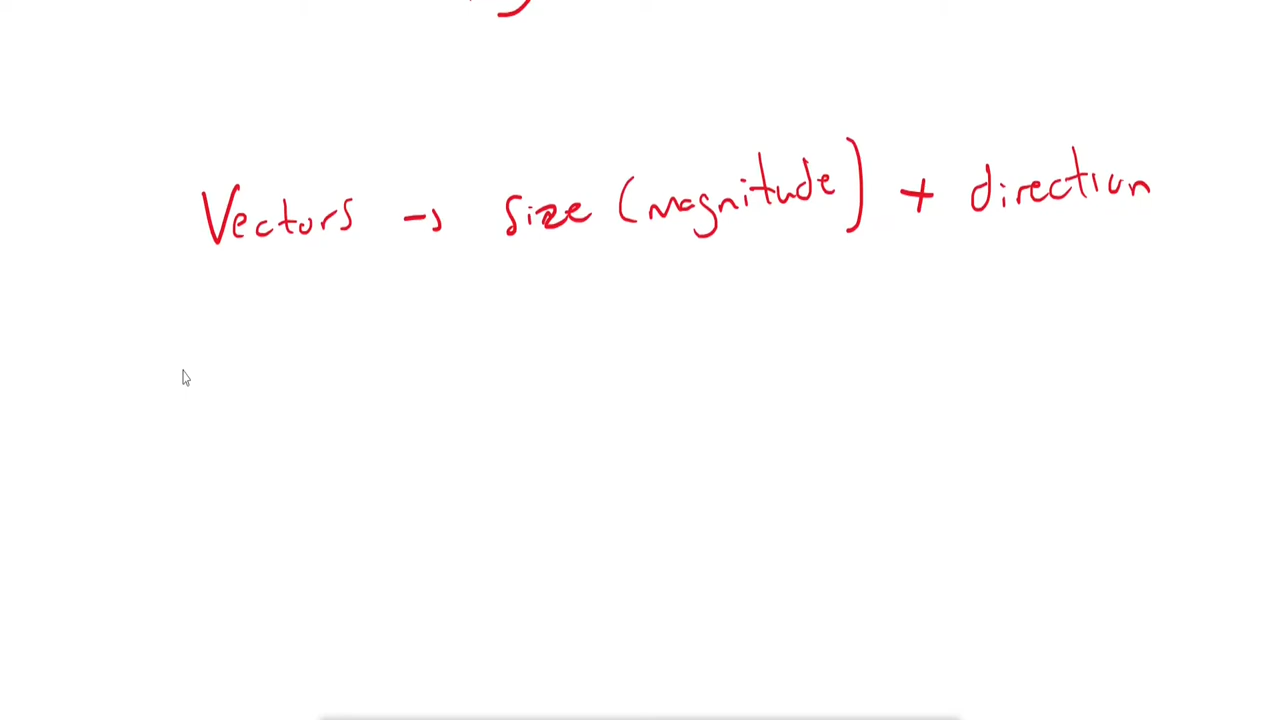 Vectors → size (magnitude) + direction